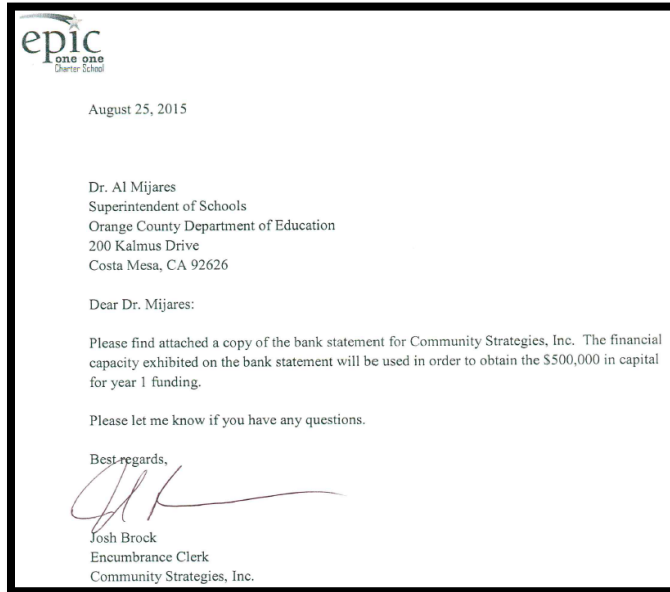 epic
one one
Charter School
August 25, 2015
Dr. Al Mijares
Superintendent of Schools
Orange County Department of Education
200 Kalmus Drive
Costa Mesa, CA 92626
Dear Dr. Mijares:
Please find attached a copy of the bank statement for Community Strategies, Inc. The financial
capacity exhibited on the bank statement will be used in order to obtain the $500,000 in capital
for year 1 funding.
Please let me know if you have any questions.
Best regards,
Josh Brock
Encumbrance Clerk
Community Strategies, Inc.